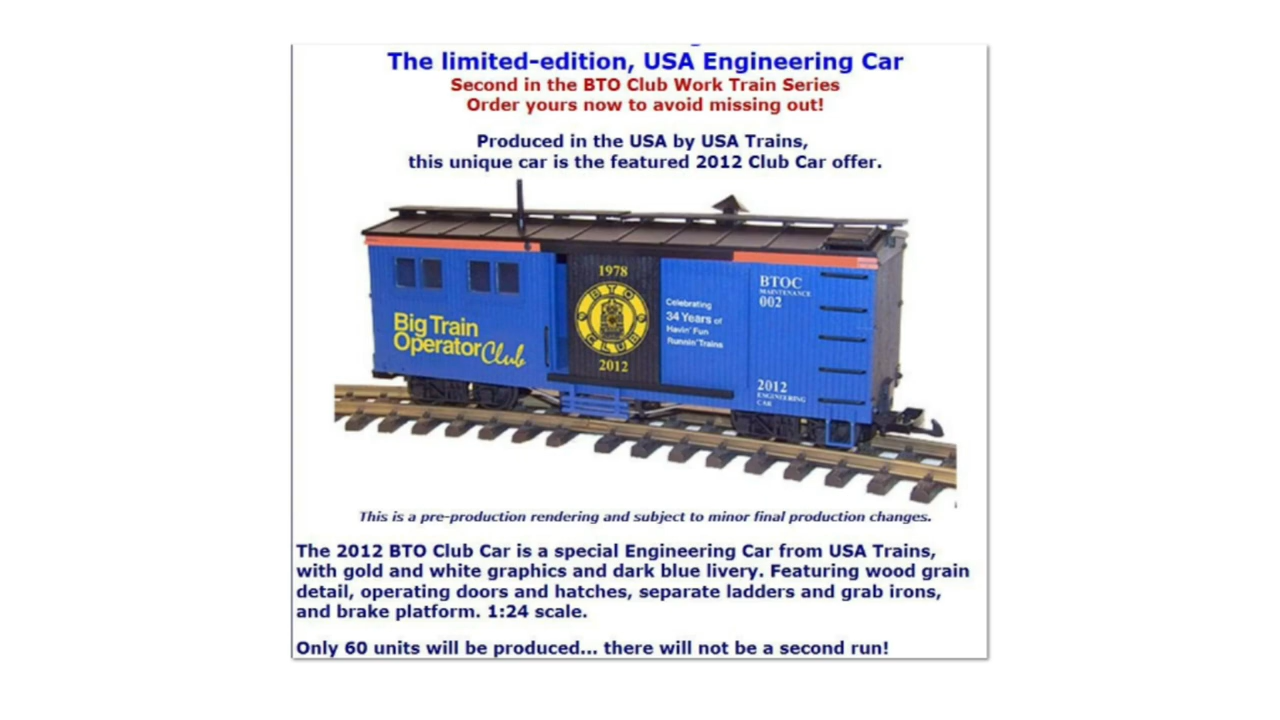 The limited-edition, USA Engineering Car
Second in the BTO Club Work Train Series
Order yours now to avoid missing out!
Produced in the USA by USA Trains,
this unique car is the featured 2012 Club Car offer.
1978
BTO
CLUB
2012
Big Train
Operator Club
Celebrating
34 Years of
Havin' Fun
Runnin' Trains
BTOC
MAINTENANCE
002
2012
ENGINEERING
CAR
This is a pre-production rendering and subject to minor final production changes.
The 2012 BTO Club Car is a special Engineering Car from USA Trains,
with gold and white graphics and dark blue livery. Featuring wood grain
detail, operating doors and hatches, separate ladders and grab irons,
and brake platform. 1:24 scale.
Only 60 units will be produced... there will not be a second run!